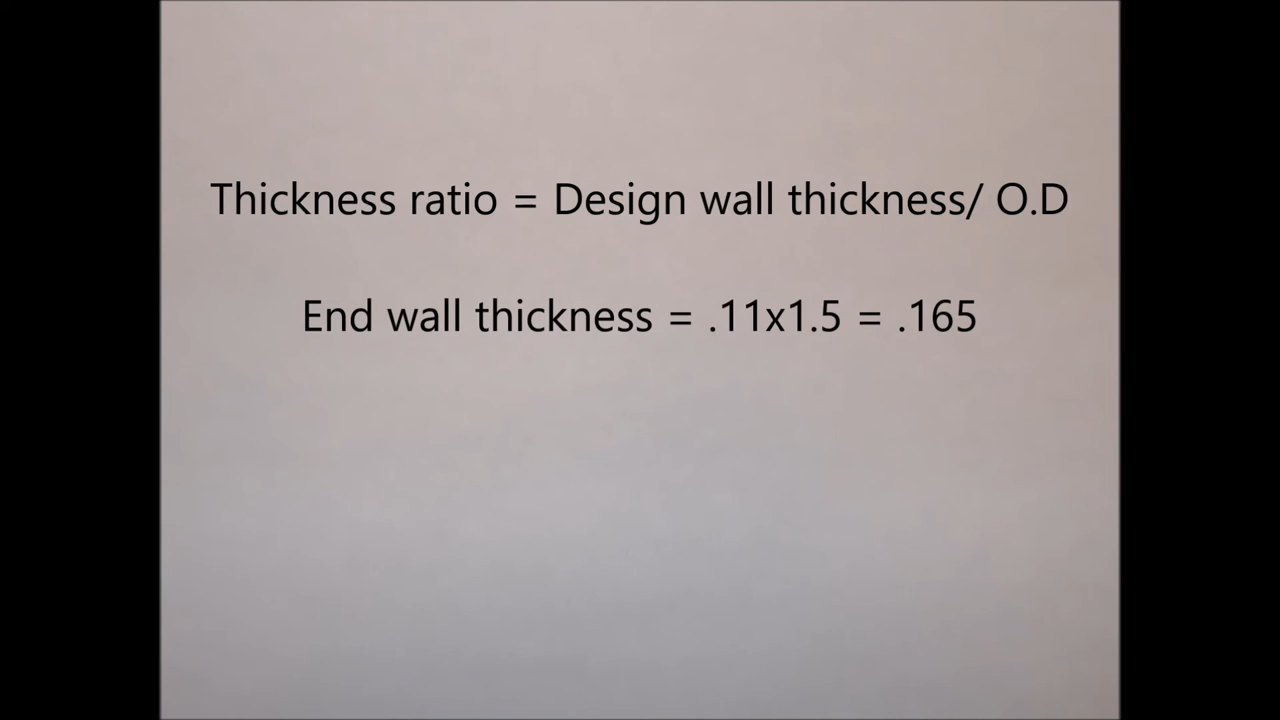 Thickness ratio = Design wall thickness/ O.D
End wall thickness = .11x1.5 = .165